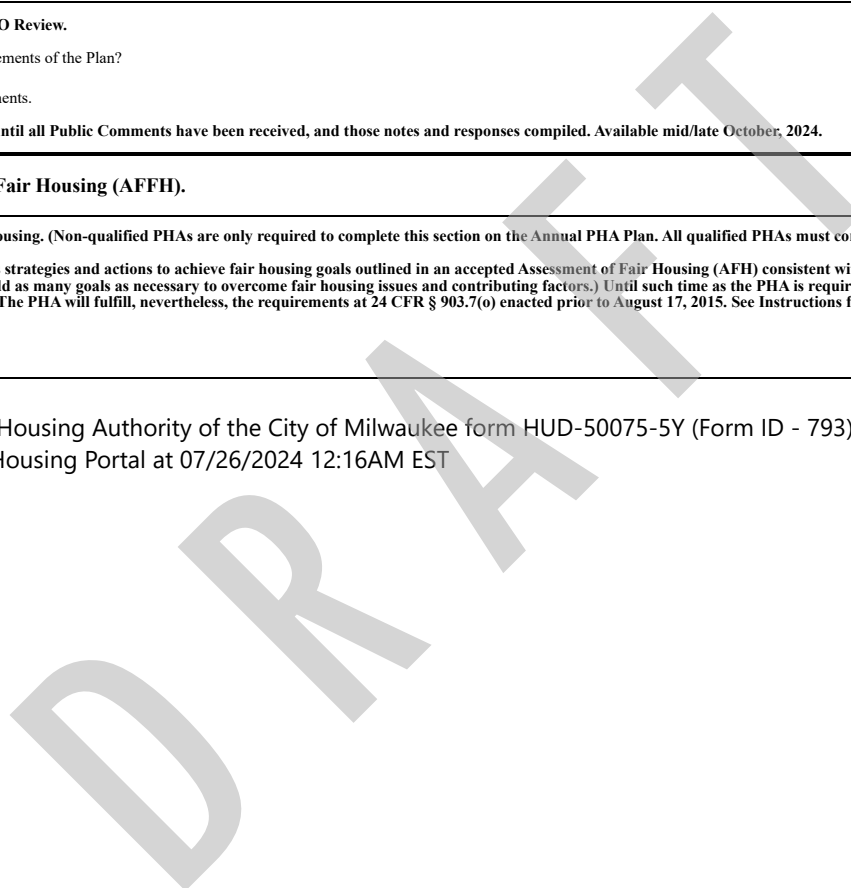 O Review.
ements of the Plan?
ents.
ntil all Public Comments have been received, and those notes and responses compiled. Available mid/late October, 2024.
Fair Housing (AFFH).
ousing. (Non-qualified PHAs are only required to complete this section on the Annual PHA Plan. All qualified PHAs must co
strategies and actions to achieve fair housing goals outlined in an accepted Assessment of Fair Housing (AFH) consistent wi
ld as many goals as necessary to overcome fair housing issues and contributing factors.) Until such time as the PHA is requir
The PHA will fulfill, nevertheless, the requirements at 24 CFR § 903.7(o) enacted prior to August 17, 2015. See Instructions f
Housing Authority of the City of Milwaukee form HUD-50075-5Y (Form ID - 793)
Housing Portal at 07/26/2024 12:16AM EST
DRAFT